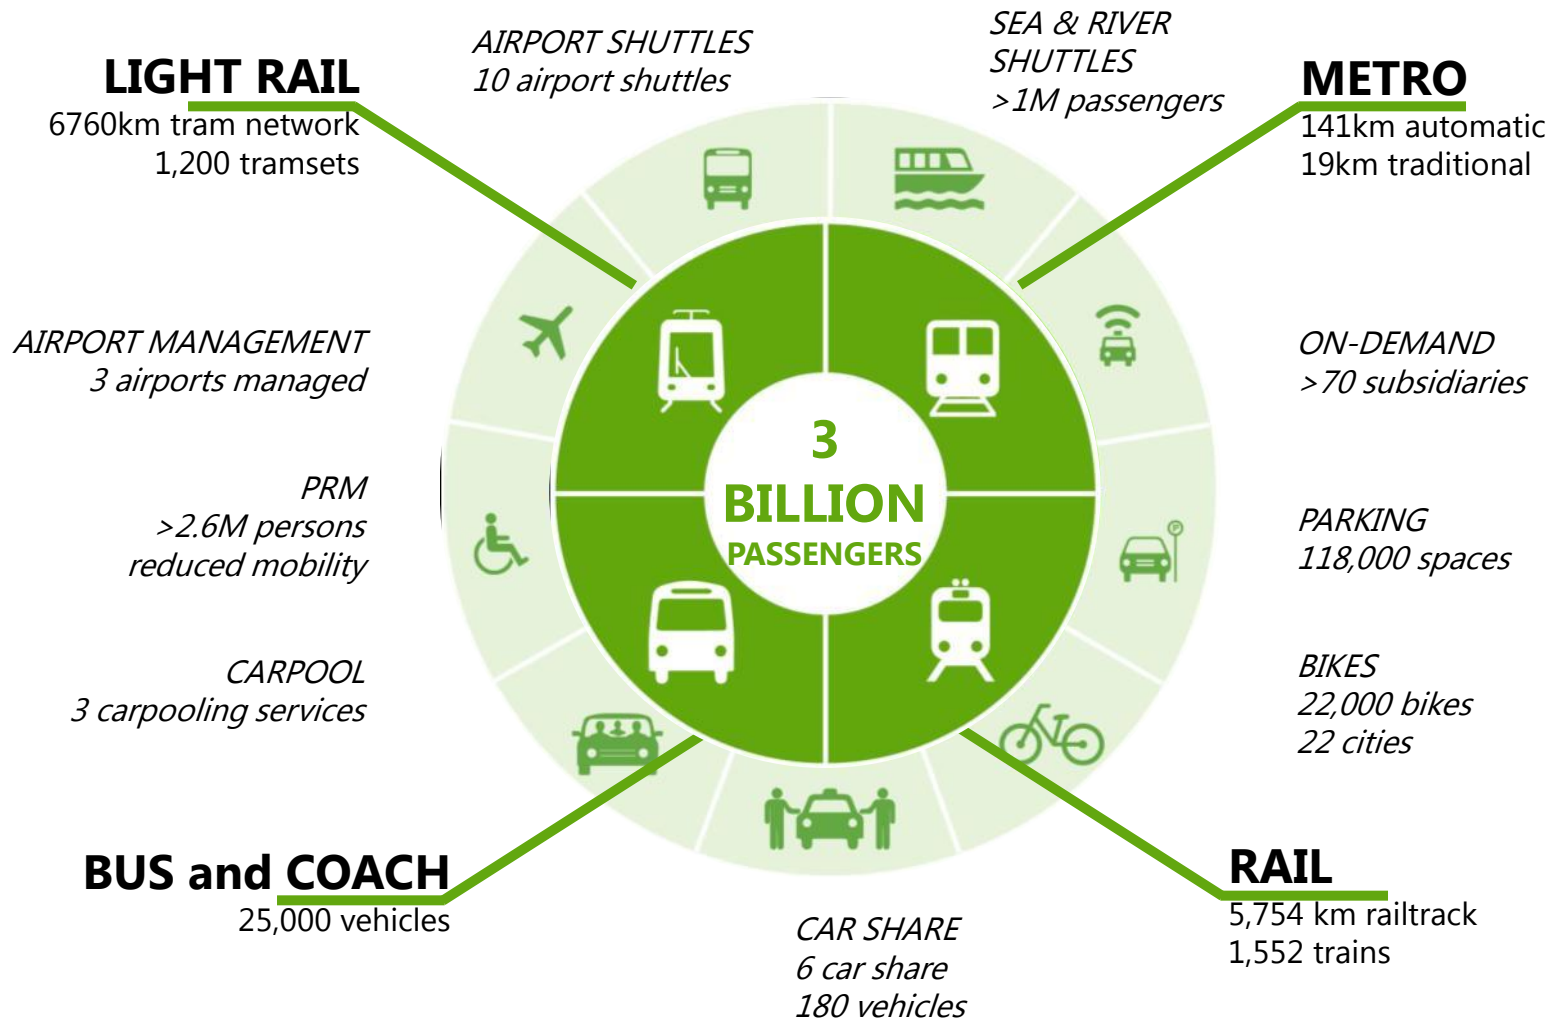 AIRPORT SHUTTLES
10 airport shuttles
SEA & RIVER
SHUTTLES
>1M passengers
LIGHT RAIL
6760km tram network
1,200 tramsets
METRO
141km automatic
19km traditional
AIRPORT MANAGEMENT
3 airports managed
ON-DEMAND
>70 subsidiaries
3
BILLION
PASSENGERS
PRM
>2.6M persons
reduced mobility
PARKING
118,000 spaces
P
CARPOOL
3 carpooling services
BIKES
22,000 bikes
22 cities
BUS and COACH
25,000 vehicles
RAIL
5,754 km railtrack
1,552 trains
CAR SHARE
6 car share
180 vehicles